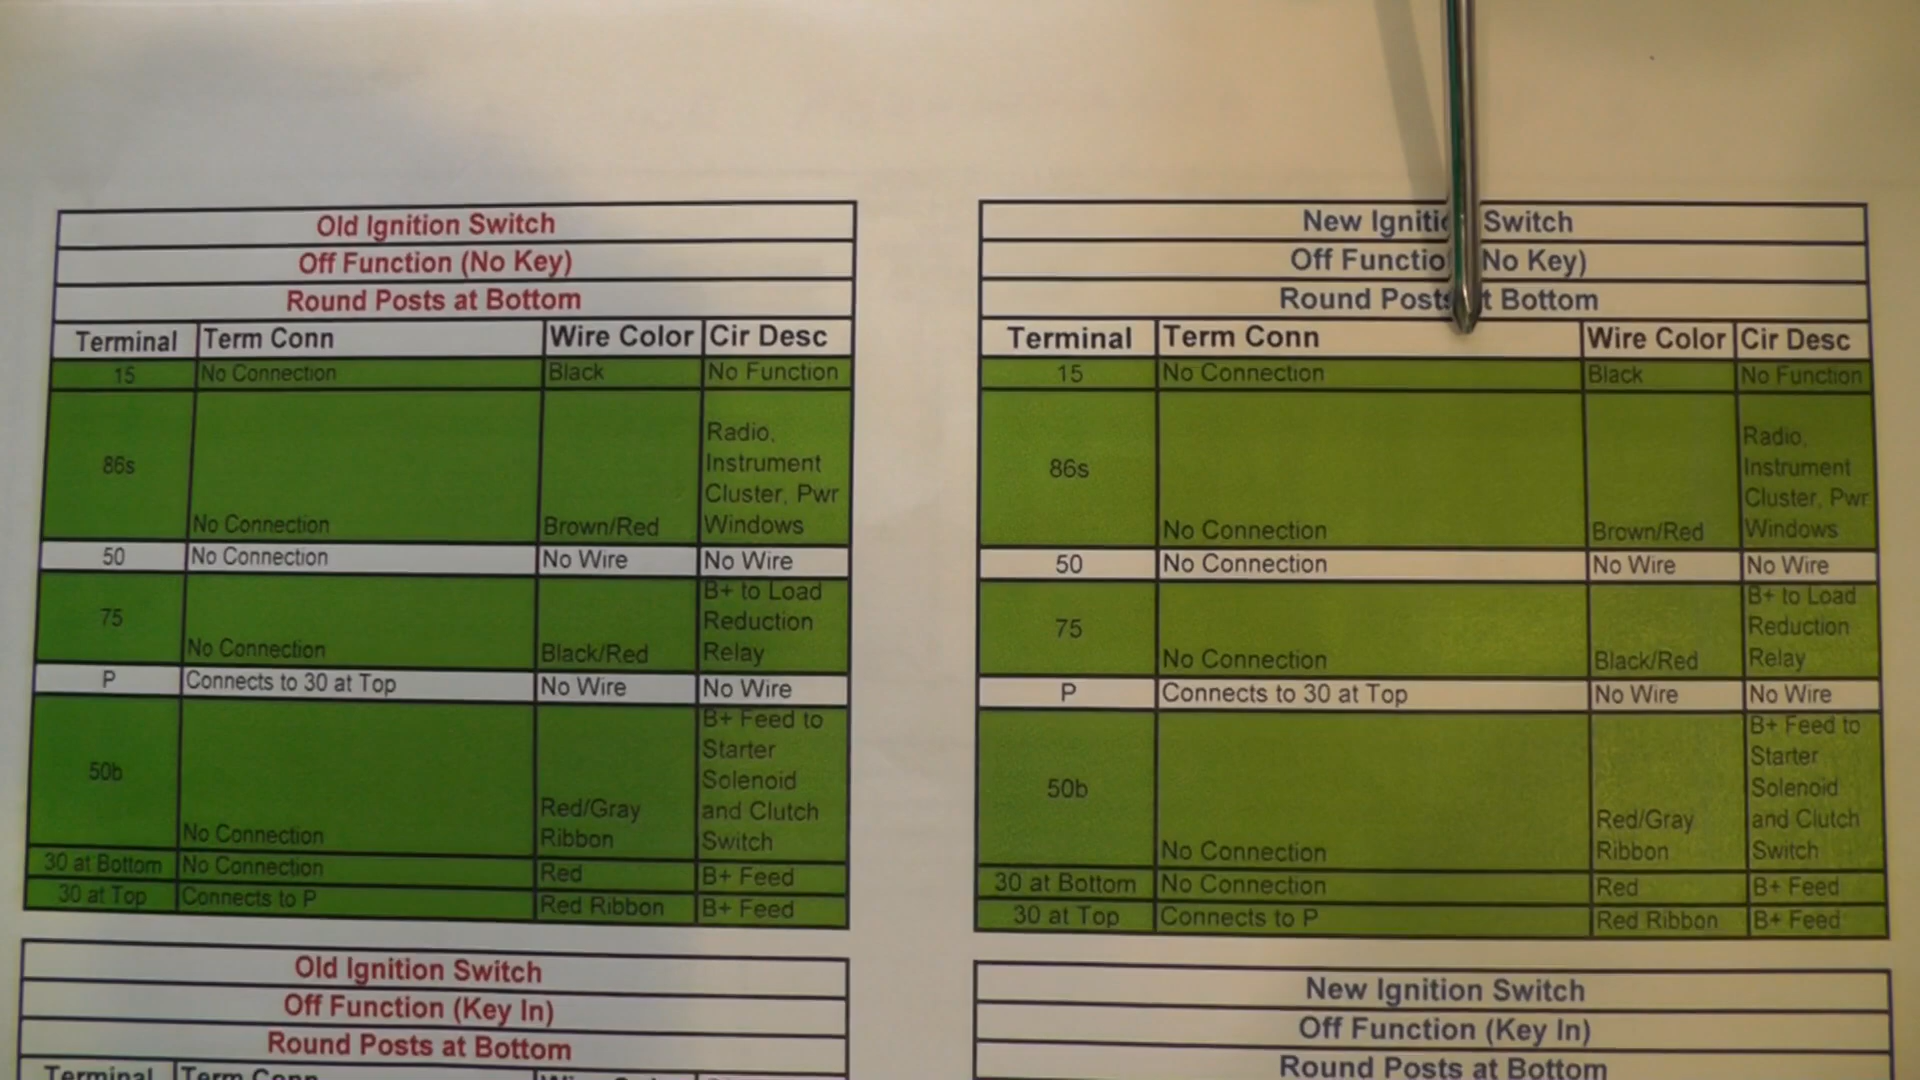 Old Ignition Switch
Off Function (No Key)
Round Posts at Bottom
Terminal Term Conn Wire Color Cir Desc
15 No Connection Black No Function
86s No Connection Brown/Red Radio, Instrument Cluster, Pwr Windows
50 No Connection No Wire No Wire
75 No Connection Black/Red B+ to Load Reduction Relay
P Connects to 30 at Top No Wire No Wire
50b No Connection Red/Gray Ribbon B+ Feed to Starter Solenoid and Clutch Switch
30 at Bottom No Connection Red B+ Feed
30 at Top Connects to P Red Ribbon B+ Feed
New Ignitio Switch
Off Functio No Key)
Round Posts t Bottom
Terminal Term Conn Wire Color Cir Desc
15 No Connection Black No Function
86s No Connection Brown/Red Radio, Instrument Cluster, Pwr Windows
50 No Connection No Wire No Wire
75 No Connection Black/Red B+ to Load Reduction Relay
P Connects to 30 at Top No Wire No Wire
50b No Connection Red/Gray Ribbon B+ Feed to Starter Solenoid and Clutch Switch
30 at Bottom No Connection Red B+ Feed
30 at Top Connects to P Red Ribbon B+ Feed
Old Ignition Switch
Off Function (Key In)
Round Posts at Bottom
Terminal Term Conn
New Ignition Switch
Off Function (Key In)
Round Posts at Bottom